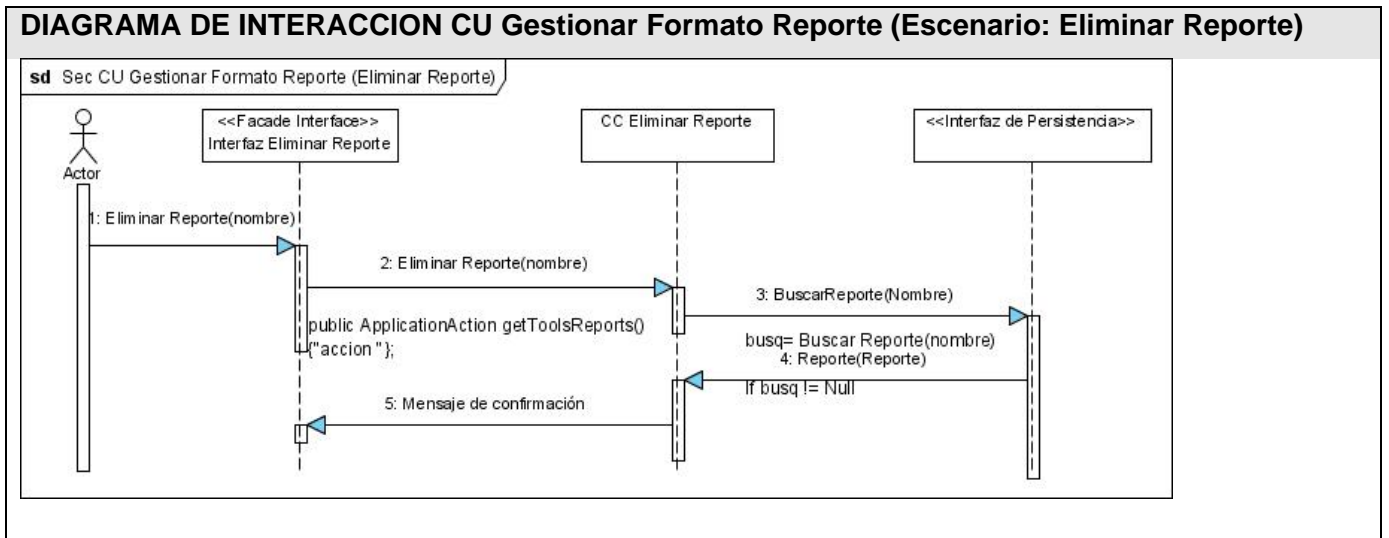 DIAGRAMA DE INTERACCION CU Gestionar Formato Reporte (Escenario: Eliminar Reporte)
sd Sec CU Gestionar Formato Reporte (Eliminar Reporte)
Actor
<<Facade Interface>>
Interfaz Eliminar Reporte
CC Eliminar Reporte
<<Interfaz de Persistencia>>
1: Eliminar Reporte(nombre)
2: Eliminar Reporte(nombre)
3: BuscarReporte(Nombre)
public ApplicationAction getToolsReports()
{"accion "};
busq= Buscar Reporte(nombre)
4: Reporte(Reporte)
If busq != Null
5: Mensaje de confirmación